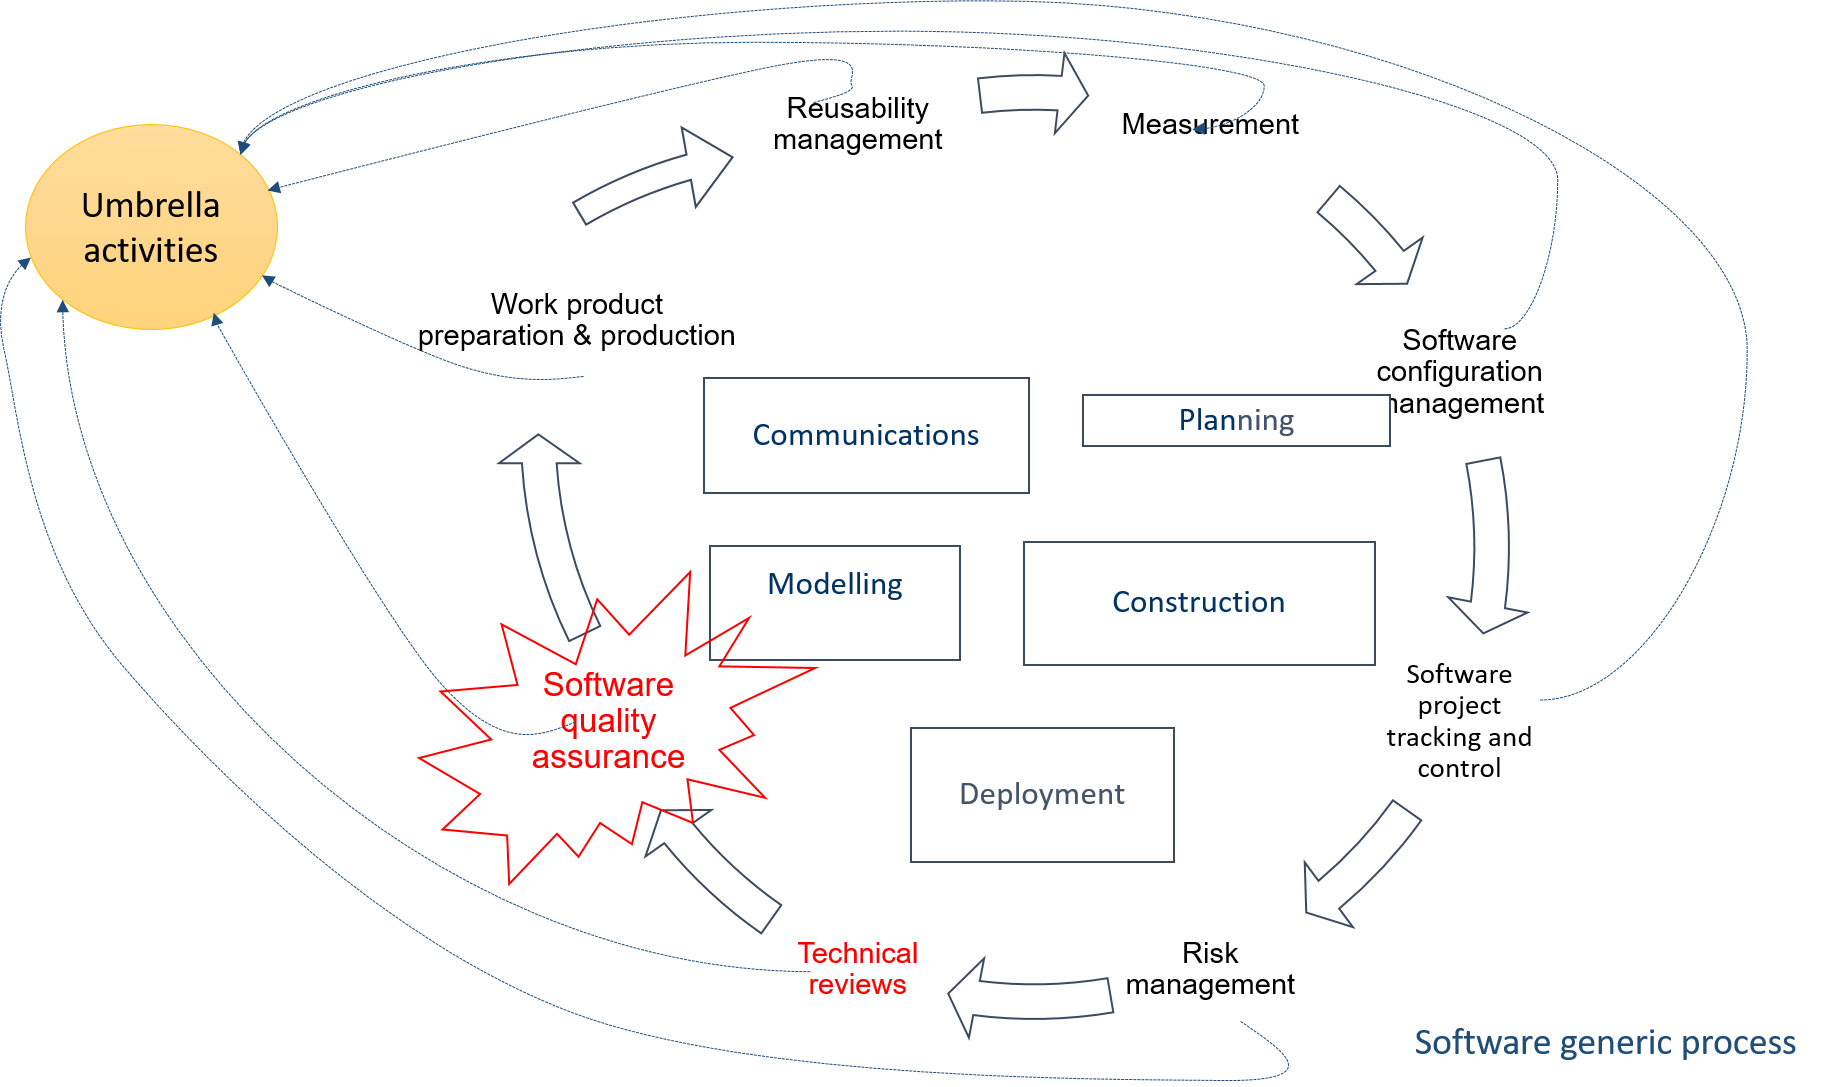 Reusability
management
Measurement
Umbrella
activities
Work product
preparation & production
Software
configuration
management
Communications
Planning
Modelling
Construction
Software
quality
assurance
Software
project
tracking and
control
Deployment
Technical
reviews
Risk
management
Software generic process